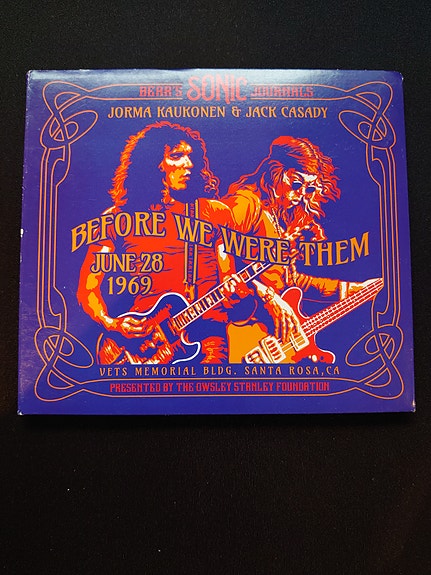 BEAR'S SONIC JOURNALS
JORMA KAUKONEN & JACK CASADY
BEFORE WE WERE THEM
JUNE 28
1969
VETS MEMORIAL BLDG. SANTA ROSA, CA
PRESENTED BY THE OWSLEY STANLEY FOUNDATION